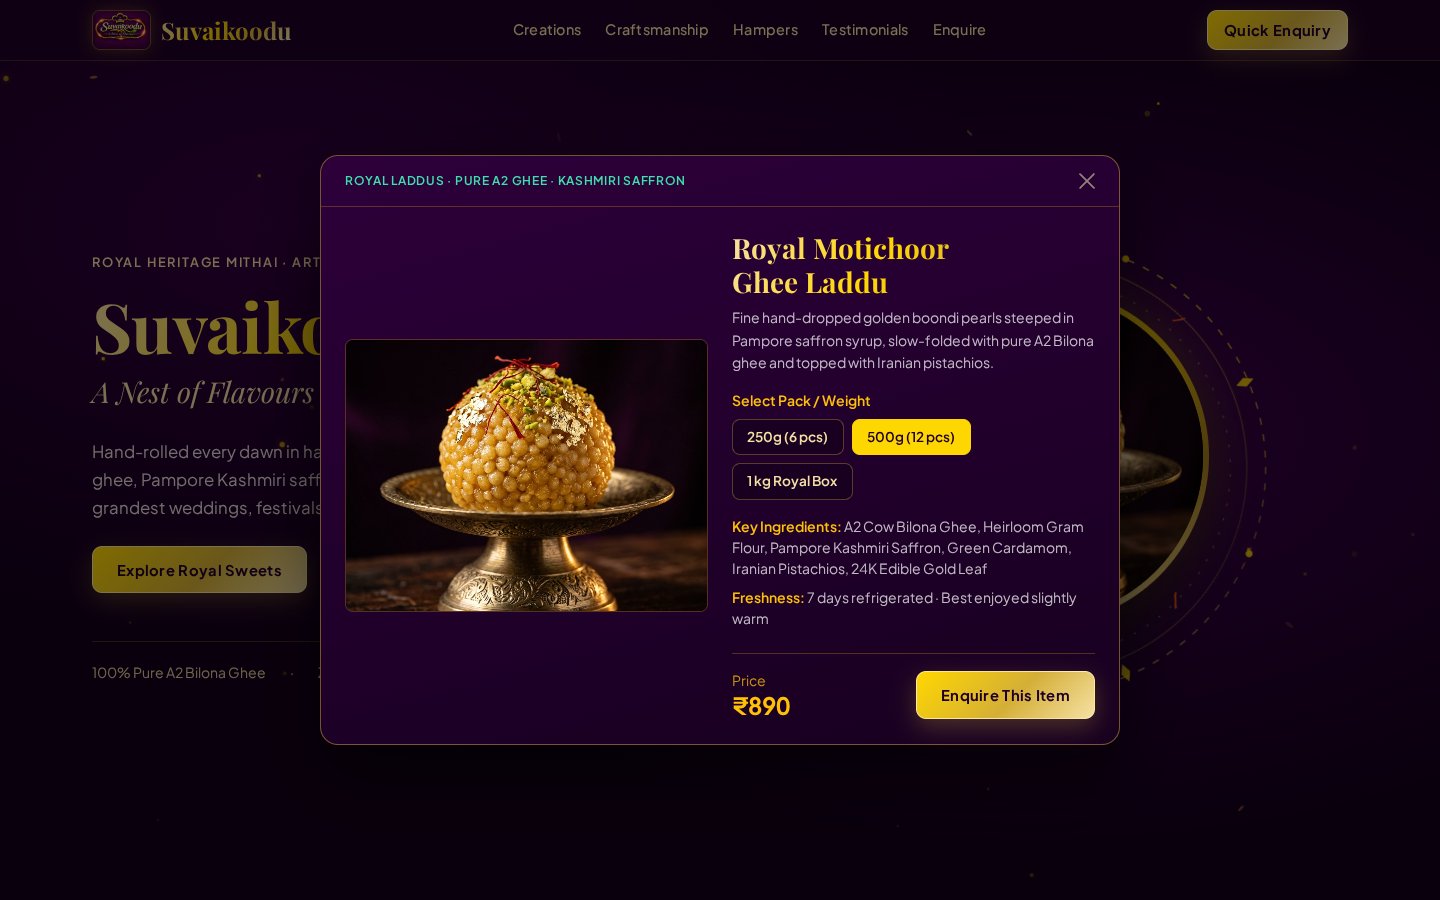 Suvaikoodu
Suvaikoodu
Creations
Craftsmanship
Hampers
Testimonials
Enquire
Quick Enquiry
ROYAL LADDUS · PURE A2 GHEE · KASHMIRI SAFFRON
Royal Motichoor
Ghee Laddu
Fine hand-dropped golden boondi pearls steeped in
Pampore saffron syrup, slow-folded with pure A2 Bilona
ghee and topped with Iranian pistachios.
Select Pack / Weight
250g (6 pcs)
500g (12 pcs)
1 kg Royal Box
Key Ingredients: A2 Cow Bilona Ghee, Heirloom Gram
Flour, Pampore Kashmiri Saffron, Green Cardamom,
Iranian Pistachios, 24K Edible Gold Leaf
Freshness: 7 days refrigerated · Best enjoyed slightly
warm
Price
₹890
Enquire This Item
ROYAL HERITAGE MITHAI · ART
Suvaiko
A Nest of Flavours
Hand-rolled every dawn in ha
ghee, Pampore Kashmiri saff
grandest weddings, festivals
Explore Royal Sweets
100% Pure A2 Bilona Ghee ·